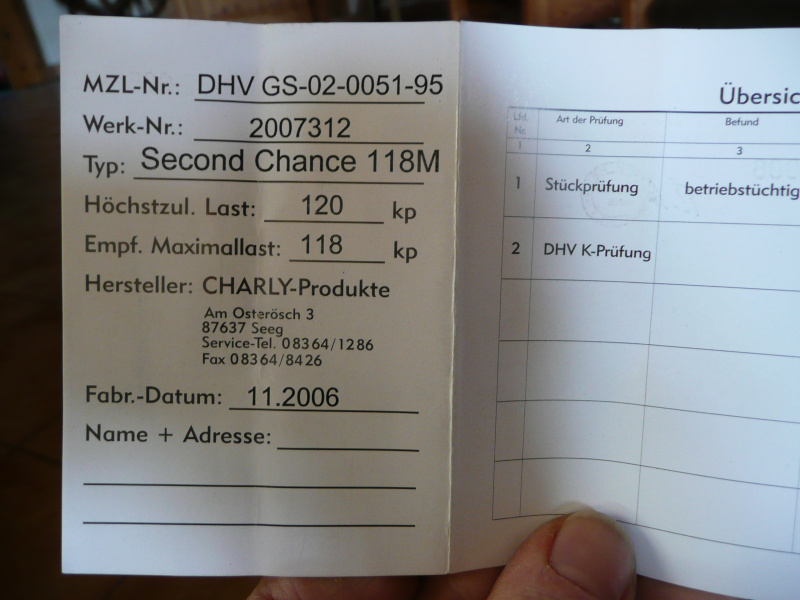 MZL-Nr.: DHV GS-02-0051-95
Werk-Nr.: 2007312
Typ: Second Chance 118M
Höchstzul. Last: 120 kp
Empf. Maximallast: 118 kp
Hersteller: CHARLY-Produkte
Am Osterösch 3
87637 Seeg
Service-Tel. 08364/1286
Fax 08364/8426
Fabr.-Datum: 11.2006
Name + Adresse:
Übersic
Lfd. Nr. Art der Prüfung Befund
1 2 3
1 Stückprüfung betriebstüchtig
2 DHV K-Prüfung